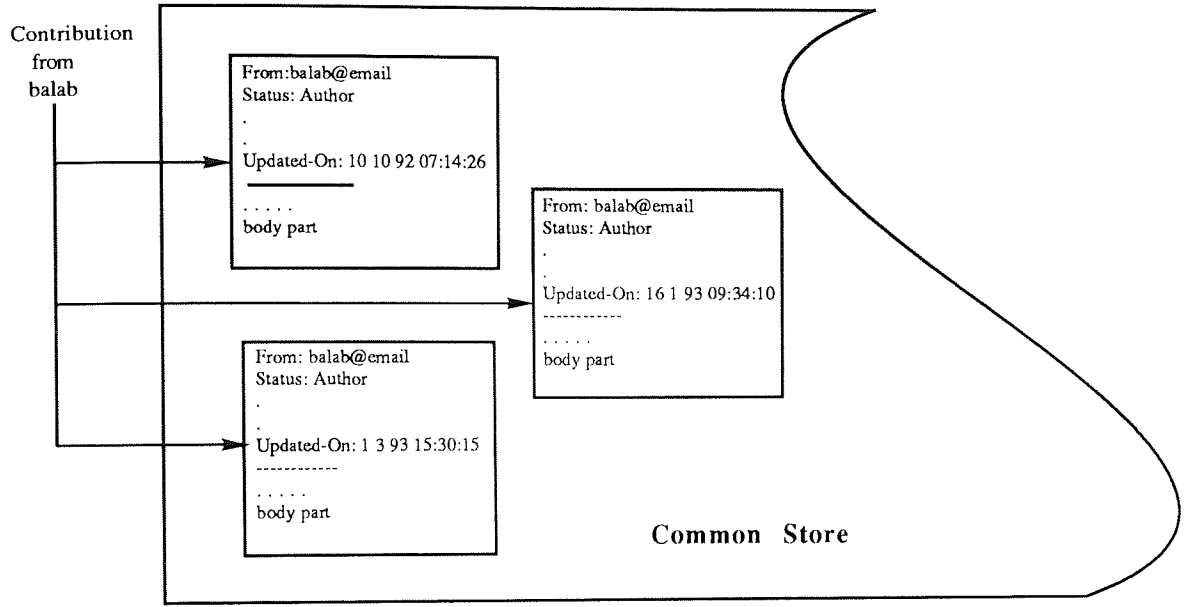 Contribution
from
balab
From:balab@email
Status: Author
.
.
Updated-On: 10 10 92 07:14:26
. . . . .
body part
From: balab@email
Status: Author
.
.
Updated-On: 16 1 93 09:34:10
------------
. . . . .
body part
From: balab@email
Status: Author
.
.
Updated-On: 1 3 93 15:30:15
------------
. . . . .
body part
Common Store